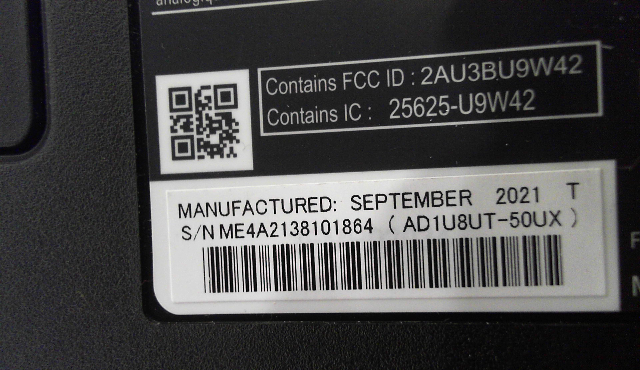 Contains FCC ID : 2AU3BU9W42
Contains IC : 25625-U9W42
MANUFACTURED: SEPTEMBER 2021 T
S/N ME4A2138101864 ( AD1U8UT-50UX )